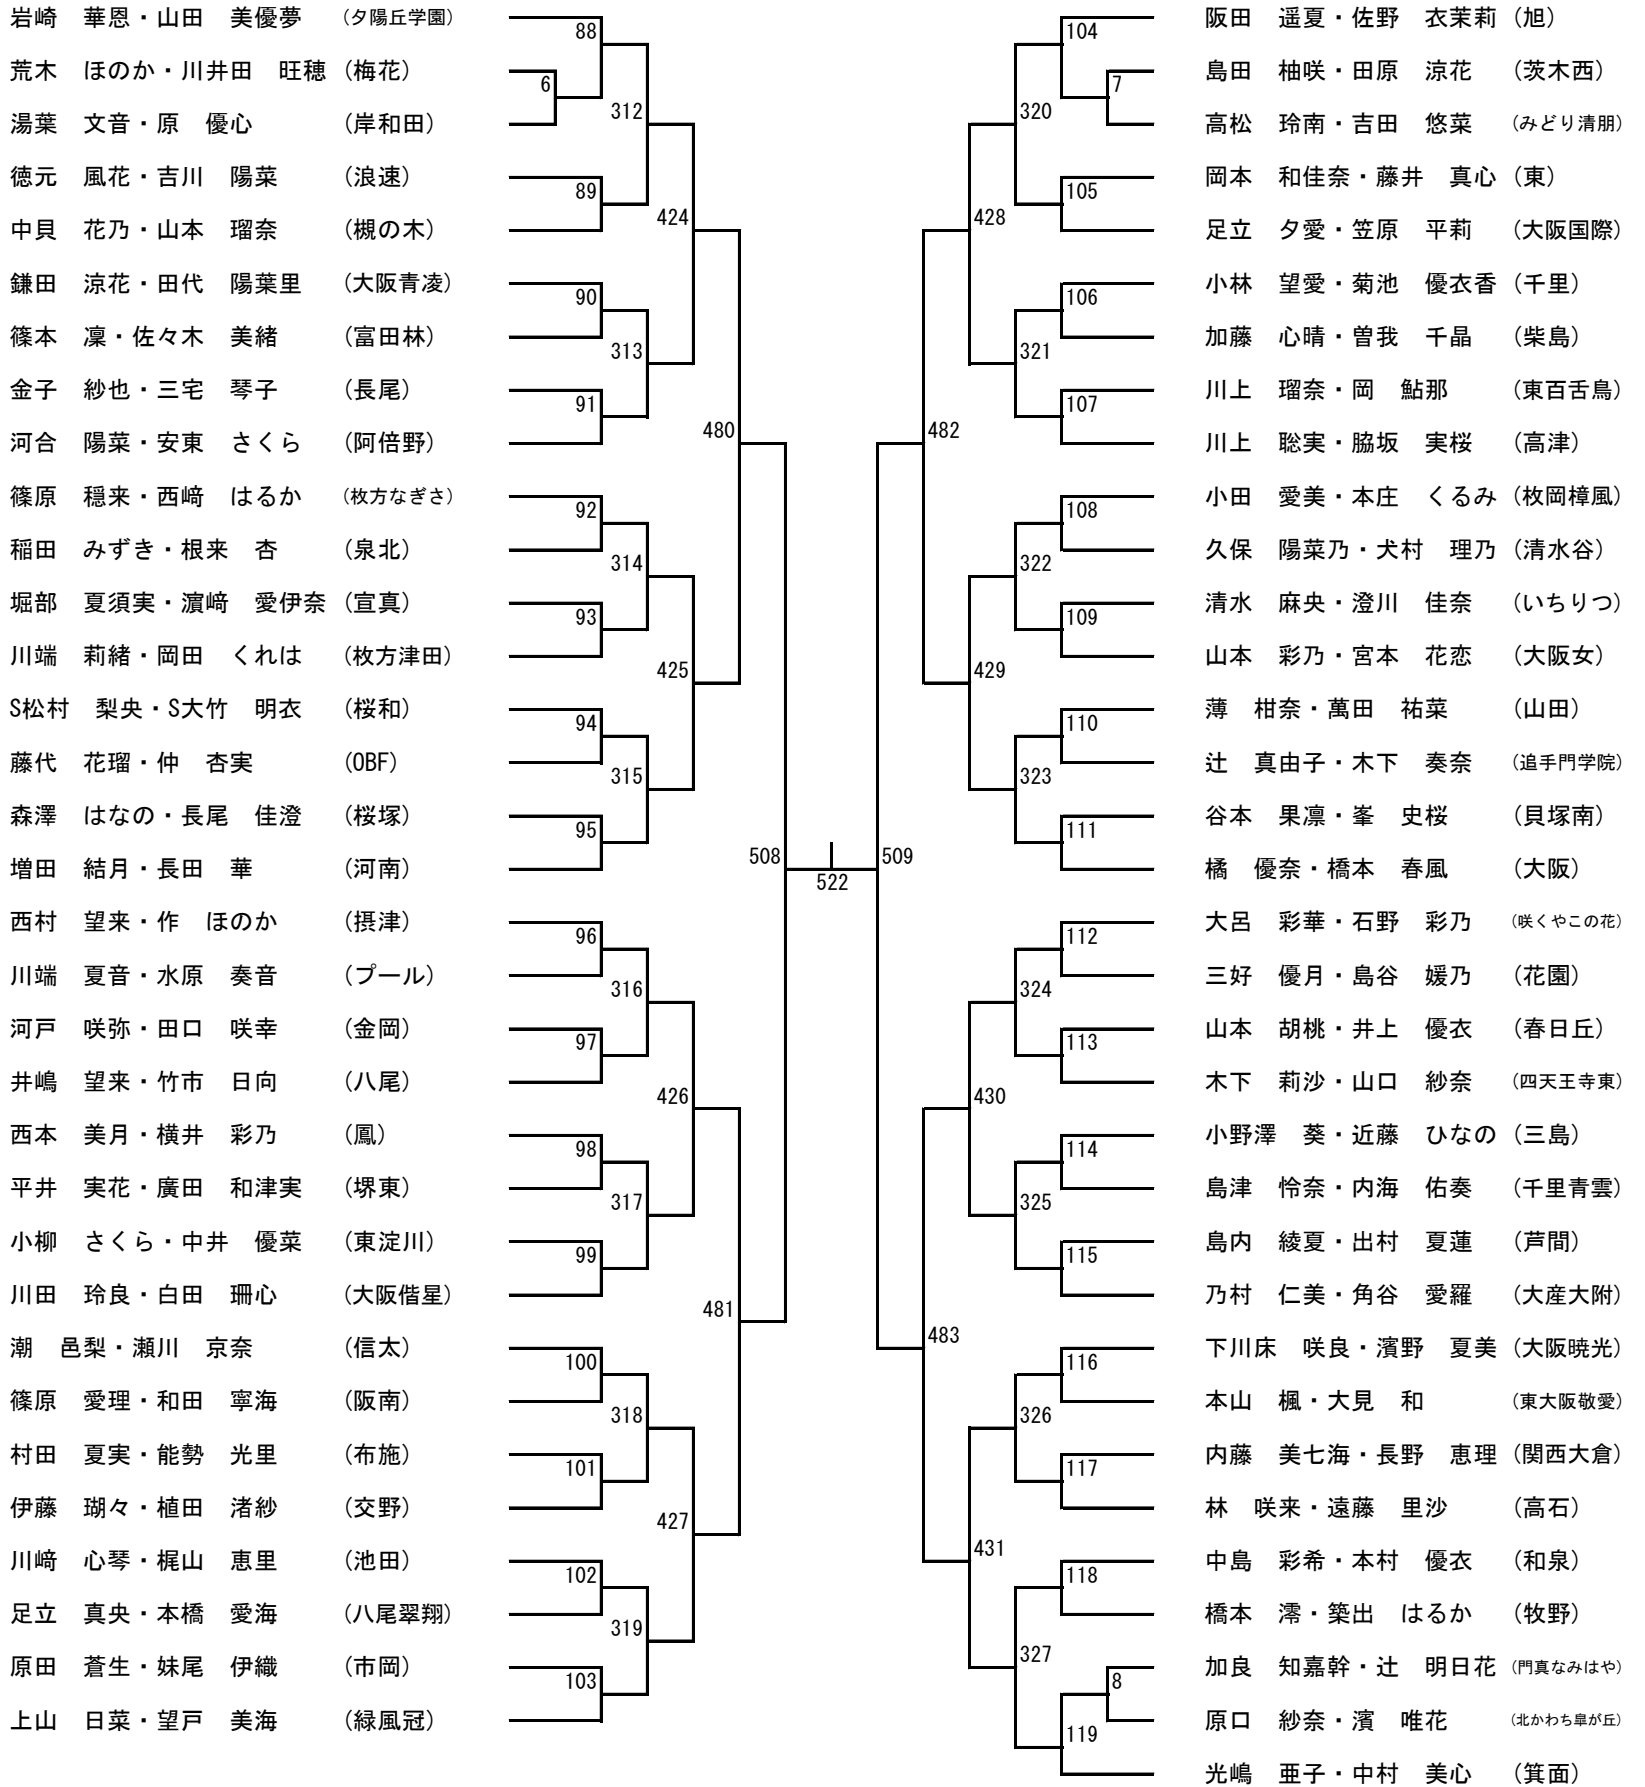 岩崎　華恩・山田　美優夢　(夕陽丘学園)
88
荒木　ほのか・川井田　旺穂　(梅花)
6
312
湯葉　文音・原　優心　(岸和田)
徳元　風花・吉川　陽菜　(浪速)
89
424
中貝　花乃・山本　瑠奈　(槻の木)
鎌田　涼花・田代　陽葉里　(大阪青凌)
90
篠本　凜・佐々木　美緒　(富田林)
313
金子　紗也・三宅　琴子　(長尾)
91
480
河合　陽菜・安東　さくら　(阿倍野)
篠原　穏来・西﨑　はるか　(枚方なぎさ)
92
稲田　みずき・根来　杏　(泉北)
314
堀部　夏須実・濵﨑　愛伊奈　(宣真)
93
川端　莉緒・岡田　くれは　(枚方津田)
425
S松村　梨央・S大竹　明衣　(桜和)
94
藤代　花瑠・仲　杏実　(OBF)
315
森澤　はなの・長尾　佳澄　(桜塚)
95
508
増田　結月・長田　華　(河南)
522
西村　望来・作　ほのか　(摂津)
96
川端　夏音・水原　奏音　(プール)
316
河戸　咲弥・田口　咲幸　(金岡)
97
井嶋　望来・竹市　日向　(八尾)
426
西本　美月・横井　彩乃　(鳳)
98
平井　実花・廣田　和津実　(堺東)
317
小柳　さくら・中井　優菜　(東淀川)
99
川田　玲良・白田　珊心　(大阪偕星)
481
潮　邑梨・瀬川　京奈　(信太)
100
篠原　愛理・和田　寧海　(阪南)
318
村田　夏実・能勢　光里　(布施)
101
伊藤　瑚々・植田　渚紗　(交野)
427
川﨑　心琴・梶山　恵里　(池田)
102
足立　真央・本橋　愛海　(八尾翠翔)
319
原田　蒼生・妹尾　伊織　(市岡)
103
上山　日菜・望戸　美海　(緑風冠)
阪田　遥夏・佐野　衣茉莉　(旭)
104
島田　柚咲・田原　涼花　(茨木西)
7
320
高松　玲南・吉田　悠菜　(みどり清朋)
岡本　和佳奈・藤井　真心　(東)
105
428
足立　夕愛・笠原　平莉　(大阪国際)
小林　望愛・菊池　優衣香　(千里)
106
加藤　心晴・曽我　千晶　(柴島)
321
川上　瑠奈・岡　鮎那　(東百舌鳥)
107
482
川上　聡実・脇坂　実桜　(高津)
小田　愛美・本庄　くるみ　(枚岡樟風)
108
久保　陽菜乃・犬村　理乃　(清水谷)
322
清水　麻央・澄川　佳奈　(いちりつ)
109
山本　彩乃・宮本　花恋　(大阪女)
429
薄　柑奈・萬田　祐菜　(山田)
110
辻　真由子・木下　奏奈　(追手門学院)
323
谷本　果凛・峯　史桜　(貝塚南)
111
509
橘　優奈・橋本　春風　(大阪)
大呂　彩華・石野　彩乃　(咲くやこの花)
112
三好　優月・島谷　媛乃　(花園)
324
山本　胡桃・井上　優衣　(春日丘)
113
木下　莉沙・山口　紗奈　(四天王寺東)
430
小野澤　葵・近藤　ひなの　(三島)
114
島津　怜奈・内海　佑奏　(千里青雲)
325
島内　綾夏・出村　夏蓮　(芦間)
115
乃村　仁美・角谷　愛羅　(大産大附)
483
下川床　咲良・濱野　夏美　(大阪暁光)
116
本山　楓・大見　和　(東大阪敬愛)
326
内藤　美七海・長野　恵理　(関西大倉)
117
林　咲来・遠藤　里沙　(高石)
431
中島　彩希・本村　優衣　(和泉)
118
橋本　澪・築出　はるか　(牧野)
327
加良　知嘉幹・辻　明日花　(門真なみはや)
8
原口　紗奈・濱　唯花　(北かわち皐が丘)
119
光嶋　亜子・中村　美心　(箕面)